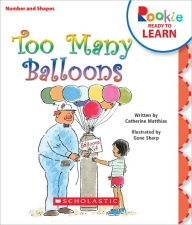 Number and Shapes
Rookie
READY TO
LEARN
Too Many
Balloons
Written by
Catherine Matthias
Illustrated by
Gene Sharp
Balloons
SCHOLASTIC